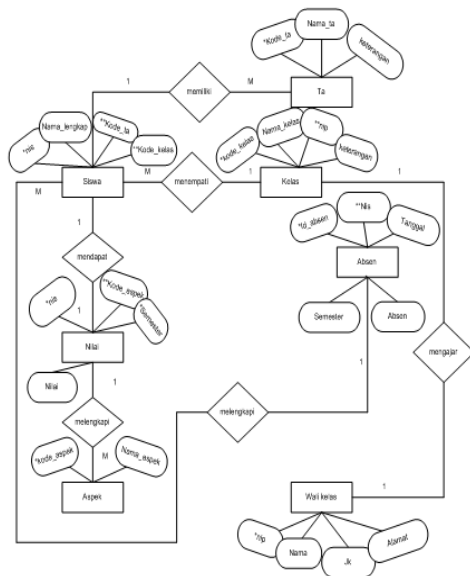 Nama_ta
*Kode_ta
keterangan
1
memiliki
M
Ta
Nama_lengkap
**Kode_ta
*nis
**Kode_kelas
Nama_kelas
**nip
*kode_kelas
keterangan
M
Siswa
M
menempati
1
Kelas
1
1
mendapat
**Nis
*Id_absen
Tanggal
Absen
*nis
**Kode_aspek
*Semester
1
Nilai
Semester
Absen
mengajar
Nilai
1
1
melengkapi
melengkapi
*kode_aspek
M
Nama_aspek
Aspek
Wali kelas
1
*nip
Nama
Jk
Alamat